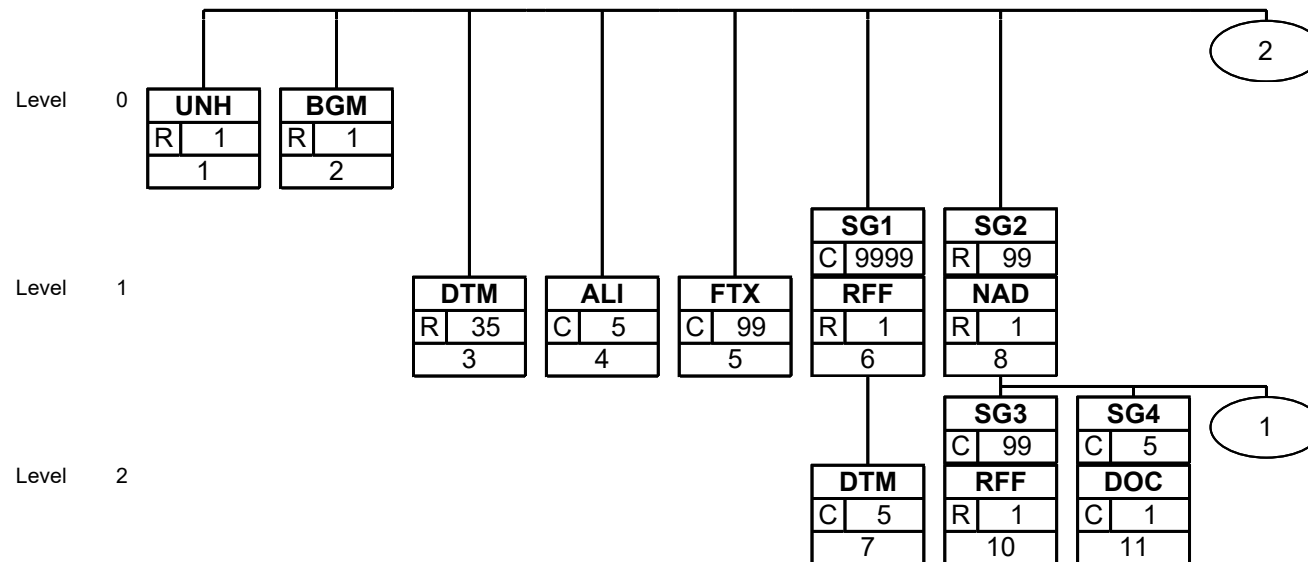 2
Level 0
UNH
R 1
1
BGM
R 1
2
SG1
C 9999
SG2
R 99
Level 1
DTM
R 35
3
ALI
C 5
4
FTX
C 99
5
RFF
R 1
6
NAD
R 1
8
SG3
C 99
SG4
C 5
1
Level 2
DTM
C 5
7
RFF
R 1
10
DOC
C 1
11